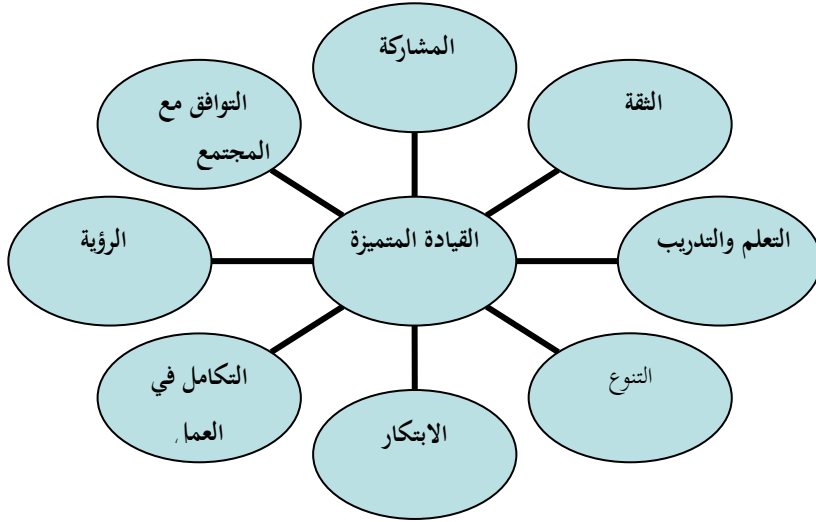 المشاركة
الثقة
التوافق مع
المجتمع
القيادة المتميزة
التعلم والتدريب
الرؤية
التنوع
التكامل في
العمل
الابتكار